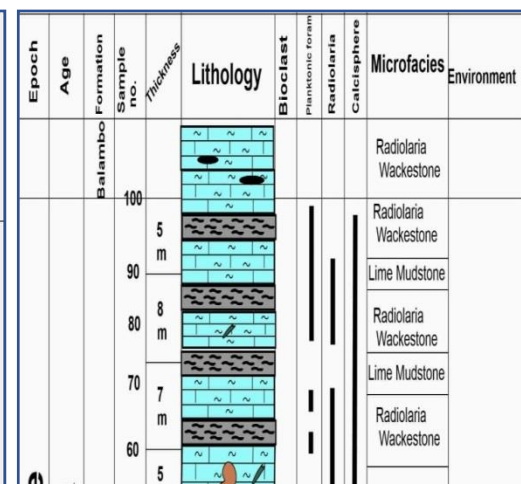 Epoch
Age
Formation
Sample no.
Thickness
Lithology
Bioclast
Planktonic foram
Radiolaria
Calcisphere
Microfacies
Environment
Balambo
Radiolaria
Wackestone
100
Radiolaria
Wackestone
5
m
90
Lime Mudstone
8
m
80
Radiolaria
Wackestone
Lime Mudstone
70
7
m
Radiolaria
Wackestone
60
5